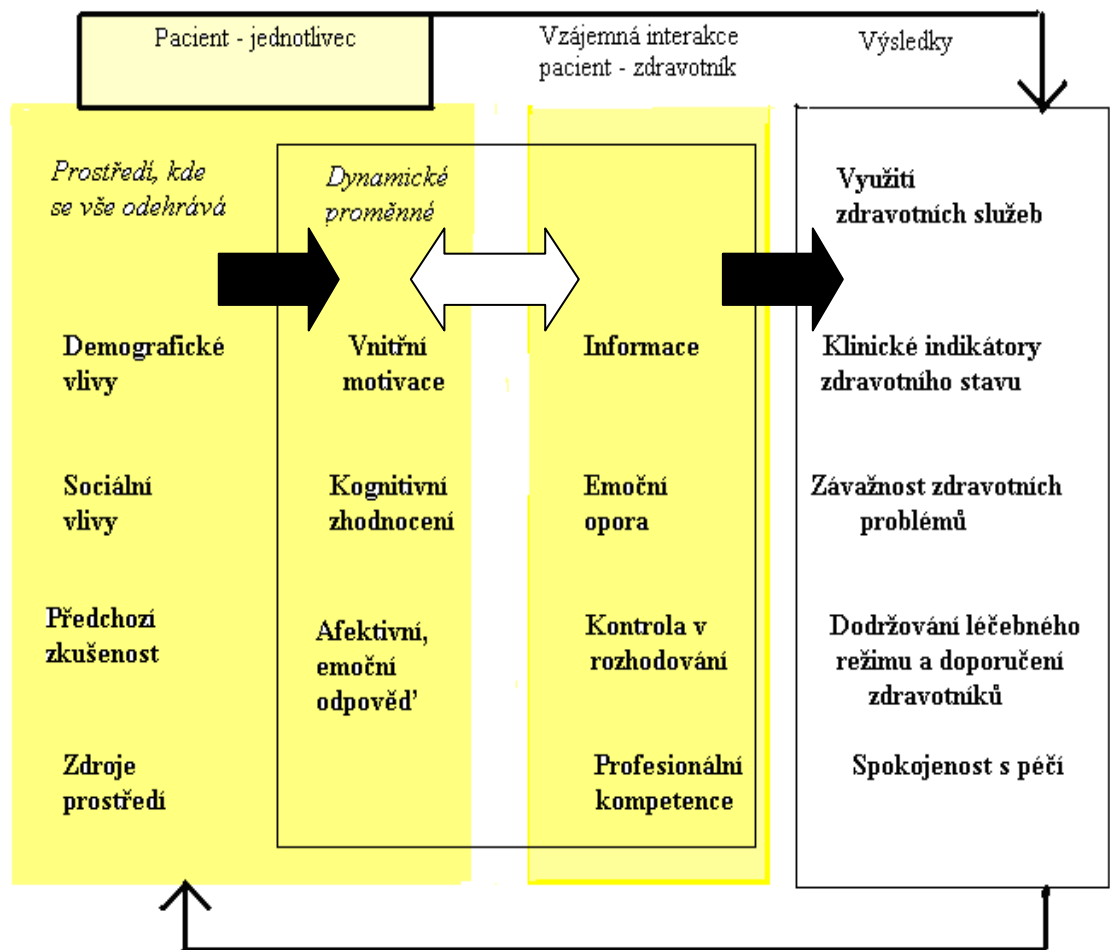 Pacient - jednotlivec
Vzájemná interakce
pacient - zdravotník
Výsledky
Prostředí, kde
se vše odehrává
Demografické
vlivy
Sociální
vlivy
Předchozí
zkušenost
Zdroje
prostředí
Dynamické
proměnné
Vnitřní
motivace
Kognitivní
zhodnocení
Afektivní,
emoční
odpověď
Informace
Emoční
opora
Kontrola v
rozhodování
Profesionální
kompetence
Využití
zdravotních služeb
Klinické indikátory
zdravotního stavu
Závažnost zdravotních
problémů
Dodržování léčebného
režimu a doporučení
zdravotníků
Spokojenost s péčí